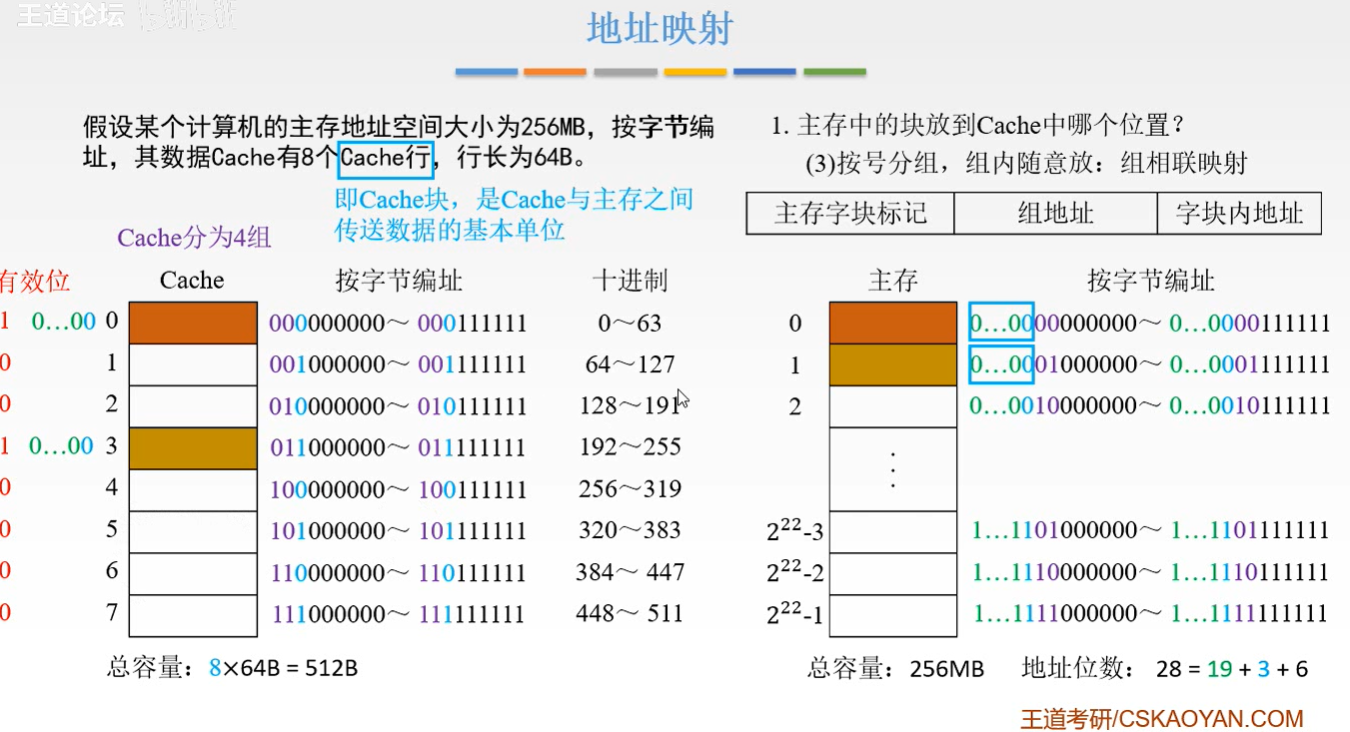 王道论坛
地址映射
假设某个计算机的主存地址空间大小为256MB，按字节编
址，其数据Cache有8个Cache行，行长为64B。
即Cache块，是Cache与主存之间
传送数据的基本单位
Cache分为4组
1. 主存中的块放到Cache中哪个位置？
(3)按号分组，组内随意放：组相联映射
主存字块标记 组地址 字块内地址
有效位 Cache 按字节编址 十进制
1 0…00 0 000000000～000111111 0～63
0 1 001000000～001111111 64～127
0 2 010000000～010111111 128～191
1 0…00 3 011000000～011111111 192～255
0 4 100000000～100111111 256～319
0 5 101000000～101111111 320～383
0 6 110000000～110111111 384～447
0 7 111000000～111111111 448～511
总容量：8×64B = 512B
主存 按字节编址
0 0…0000000000～0…0000111111
1 0…0001000000～0…0001111111
2 0…0010000000～0…0010111111
⋮
2²²-3 1…1101000000～1…1101111111
2²²-2 1…1110000000～1…1110111111
2²²-1 1…1111000000～1…1111111111
总容量：256MB 地址位数： 28 = 19 + 3 + 6
王道考研/CSKAOYAN.COM